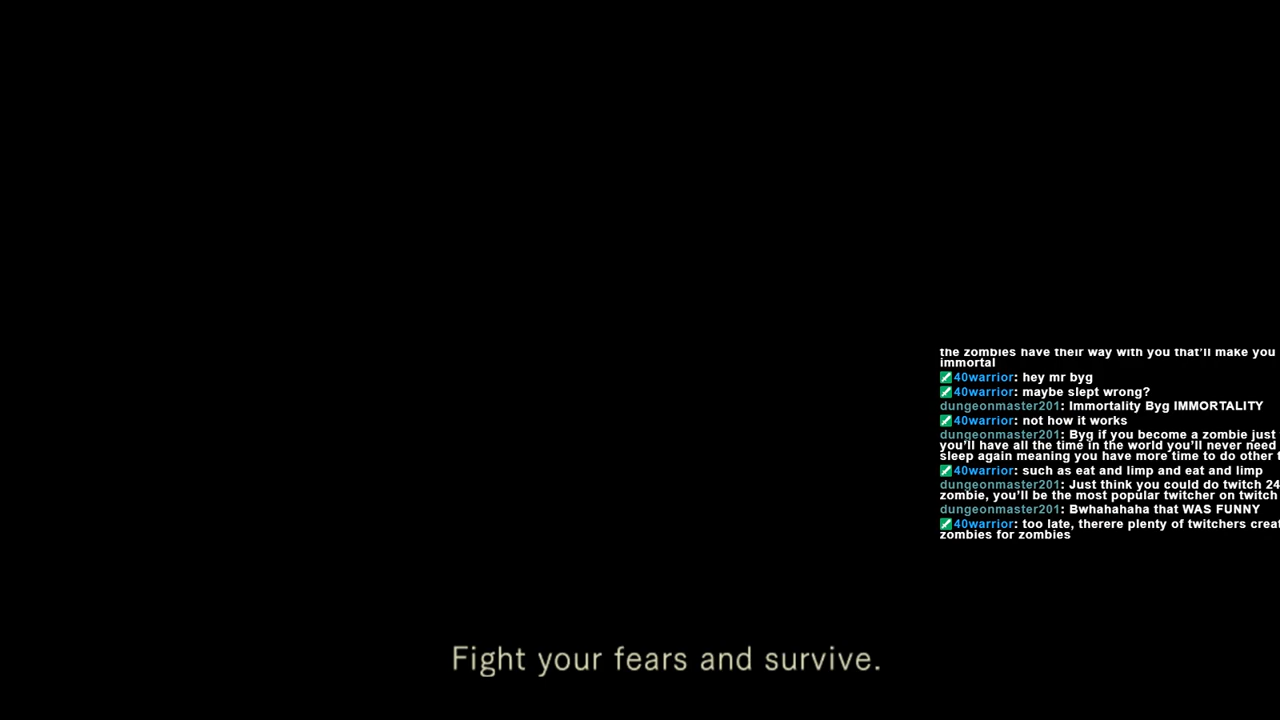 the zombies have their way with you that'll make you
immortal
40warrior: hey mr byg
40warrior: maybe slept wrong?
dungeonmaster201: Immortality Byg IMMORTALITY
40warrior: not how it works
dungeonmaster201: Byg if you become a zombie just
you'll have all the time in the world you'll never need
sleep again meaning you have more time to do other
40warrior: such as eat and limp and eat and limp
dungeonmaster201: Just think you could do twitch 24
zombie, you'll be the most popular twitcher on twitch
dungeonmaster201: Bwhahahaha that WAS FUNNY
40warrior: too late, therere plenty of twitchers crea
zombies for zombies
Fight your fears and survive.